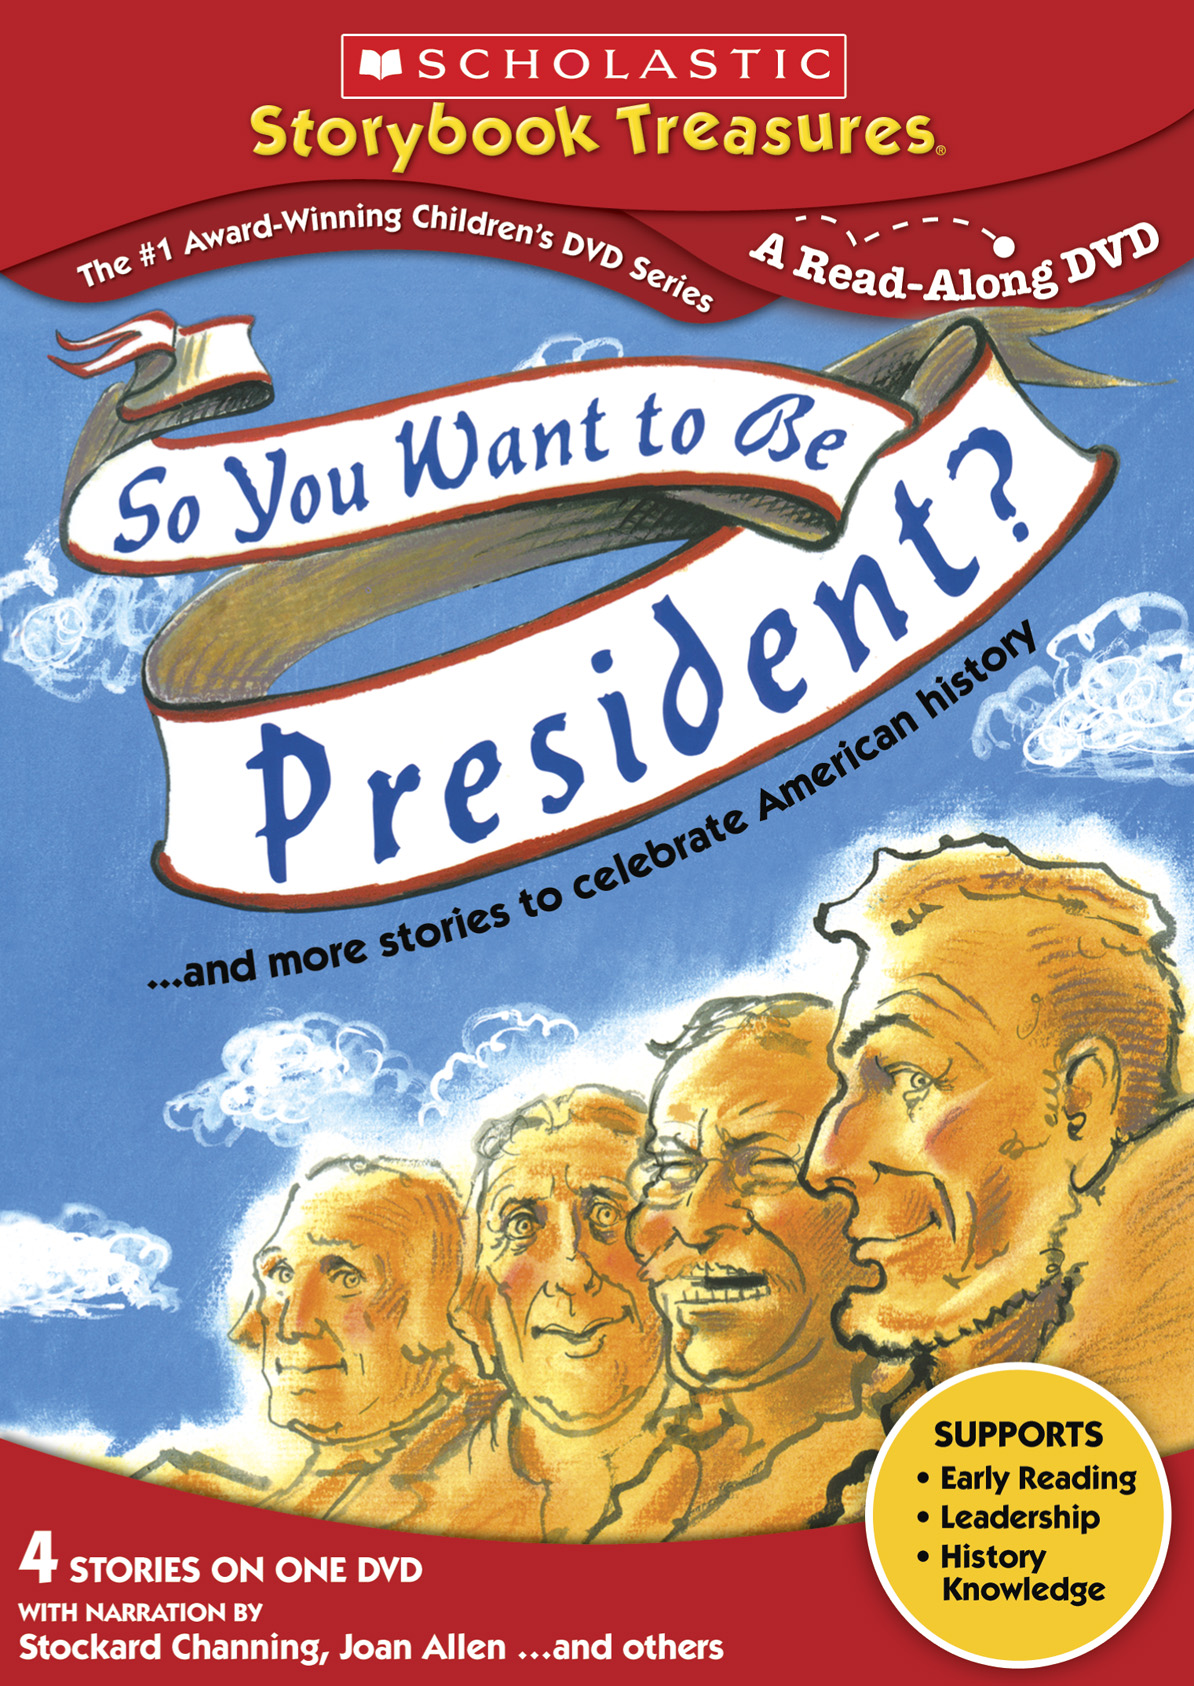 SCHOLASTIC
Storybook Treasures®
The #1 Award-Winning Children's DVD Series
A Read-Along DVD
So You Want to Be
President?
...and more stories to celebrate American history
SUPPORTS
• Early Reading
• Leadership
• History
Knowledge
4 STORIES ON ONE DVD
WITH NARRATION BY
Stockard Channing, Joan Allen ...and others